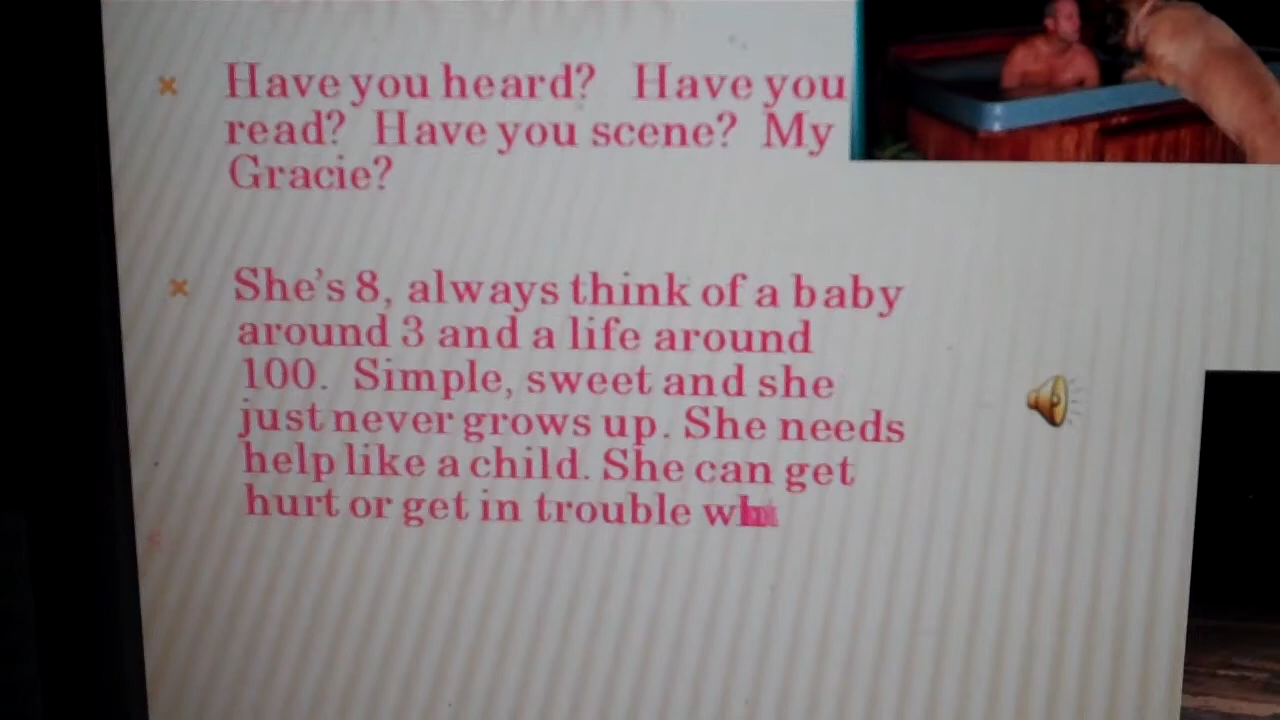 Have you heard? Have you
read? Have you scene? My
Gracie?
She's 8, always think of a baby
around 3 and a life around
100. Simple, sweet and she
just never grows up. She needs
help like a child. She can get
hurt or get in trouble